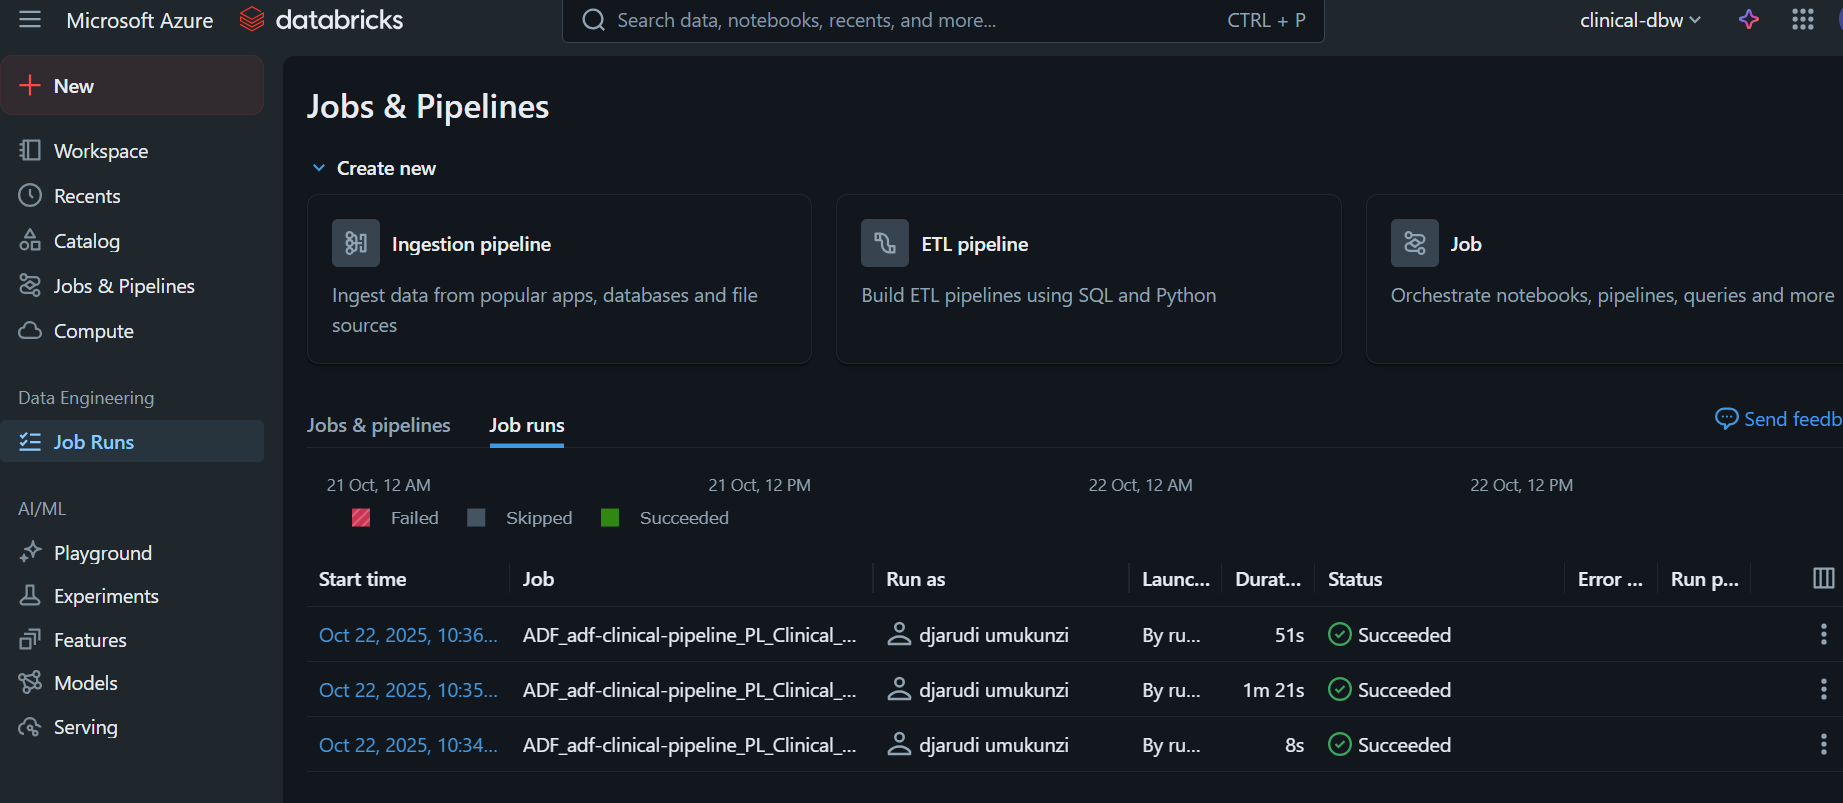 Microsoft Azure databricks
Search data, notebooks, recents, and more... CTRL + P
clinical-dbw
New
Workspace
Recents
Catalog
Jobs & Pipelines
Compute
Data Engineering
Job Runs
AI/ML
Playground
Experiments
Features
Models
Serving
Jobs & Pipelines
Create new
Ingestion pipeline
Ingest data from popular apps, databases and file
sources
ETL pipeline
Build ETL pipelines using SQL and Python
Job
Orchestrate notebooks, pipelines, queries and more
Jobs & pipelines Job runs
Send feedb
21 Oct, 12 AM 21 Oct, 12 PM 22 Oct, 12 AM 22 Oct, 12 PM
Failed Skipped Succeeded
Start time Job Run as Launc... Durat... Status Error ... Run p...
Oct 22, 2025, 10:36... ADF_adf-clinical-pipeline_PL_Clinical_... djarudi umukunzi By ru... 51s Succeeded
Oct 22, 2025, 10:35... ADF_adf-clinical-pipeline_PL_Clinical_... djarudi umukunzi By ru... 1m 21s Succeeded
Oct 22, 2025, 10:34... ADF_adf-clinical-pipeline_PL_Clinical_... djarudi umukunzi By ru... 8s Succeeded